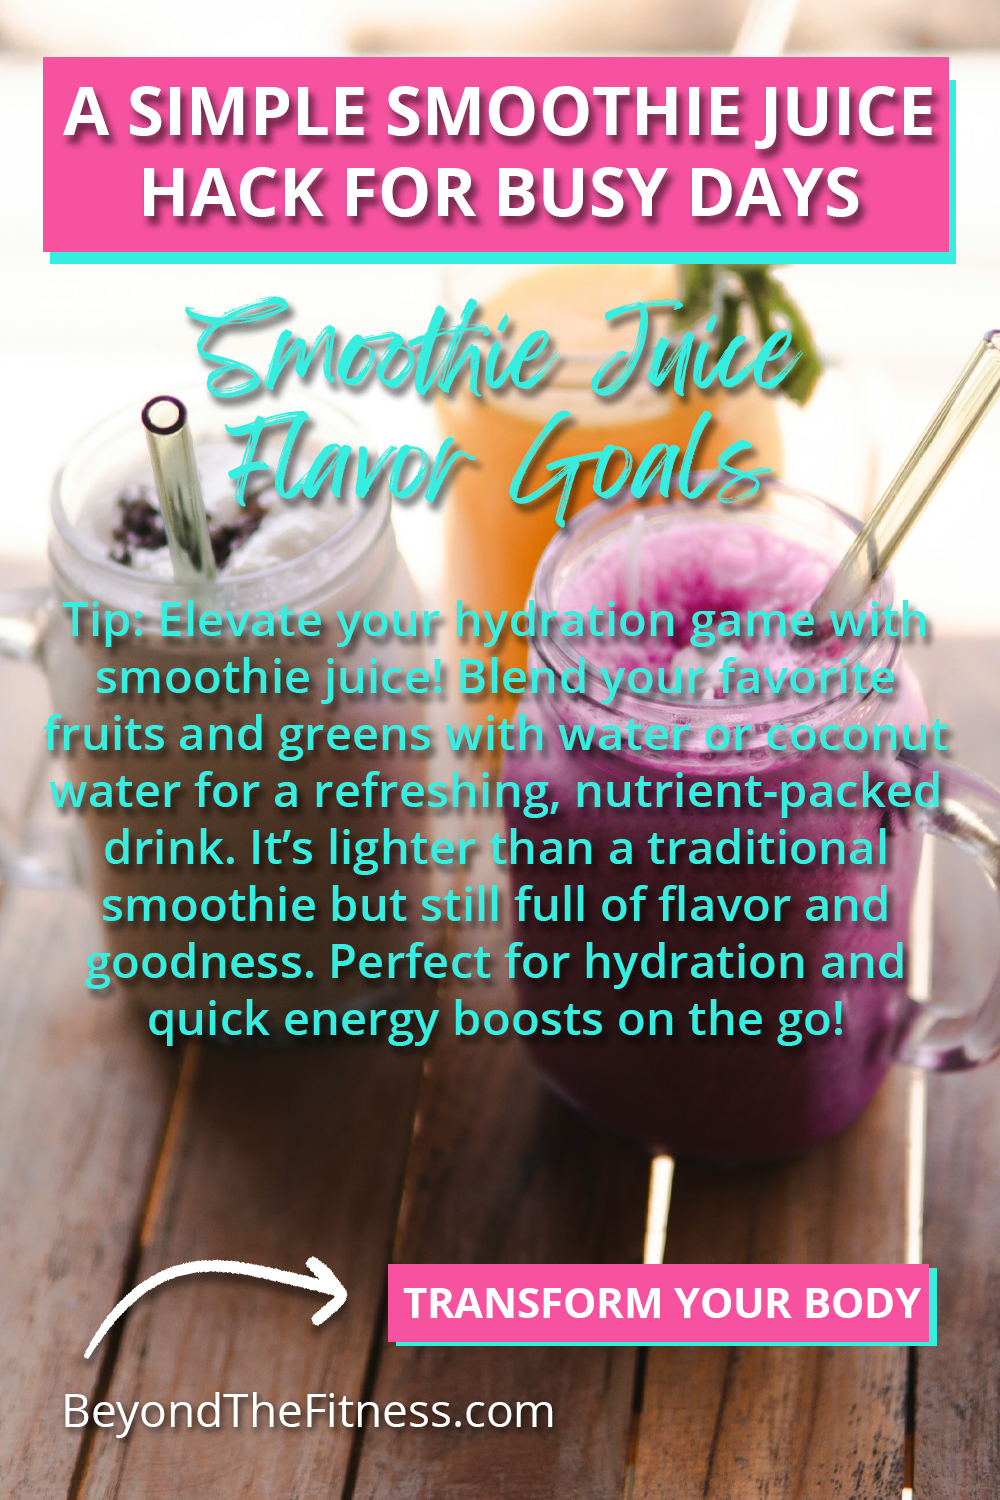 A SIMPLE SMOOTHIE JUICE
HACK FOR BUSY DAYS
Smoothie Juice
Flavor Goals
Tip: Elevate your hydration game with
smoothie juice! Blend your favorite
fruits and greens with water or coconut
water for a refreshing, nutrient-packed
drink. It’s lighter than a traditional
smoothie but still full of flavor and
goodness. Perfect for hydration and
quick energy boosts on the go!
TRANSFORM YOUR BODY
BeyondTheFitness.com